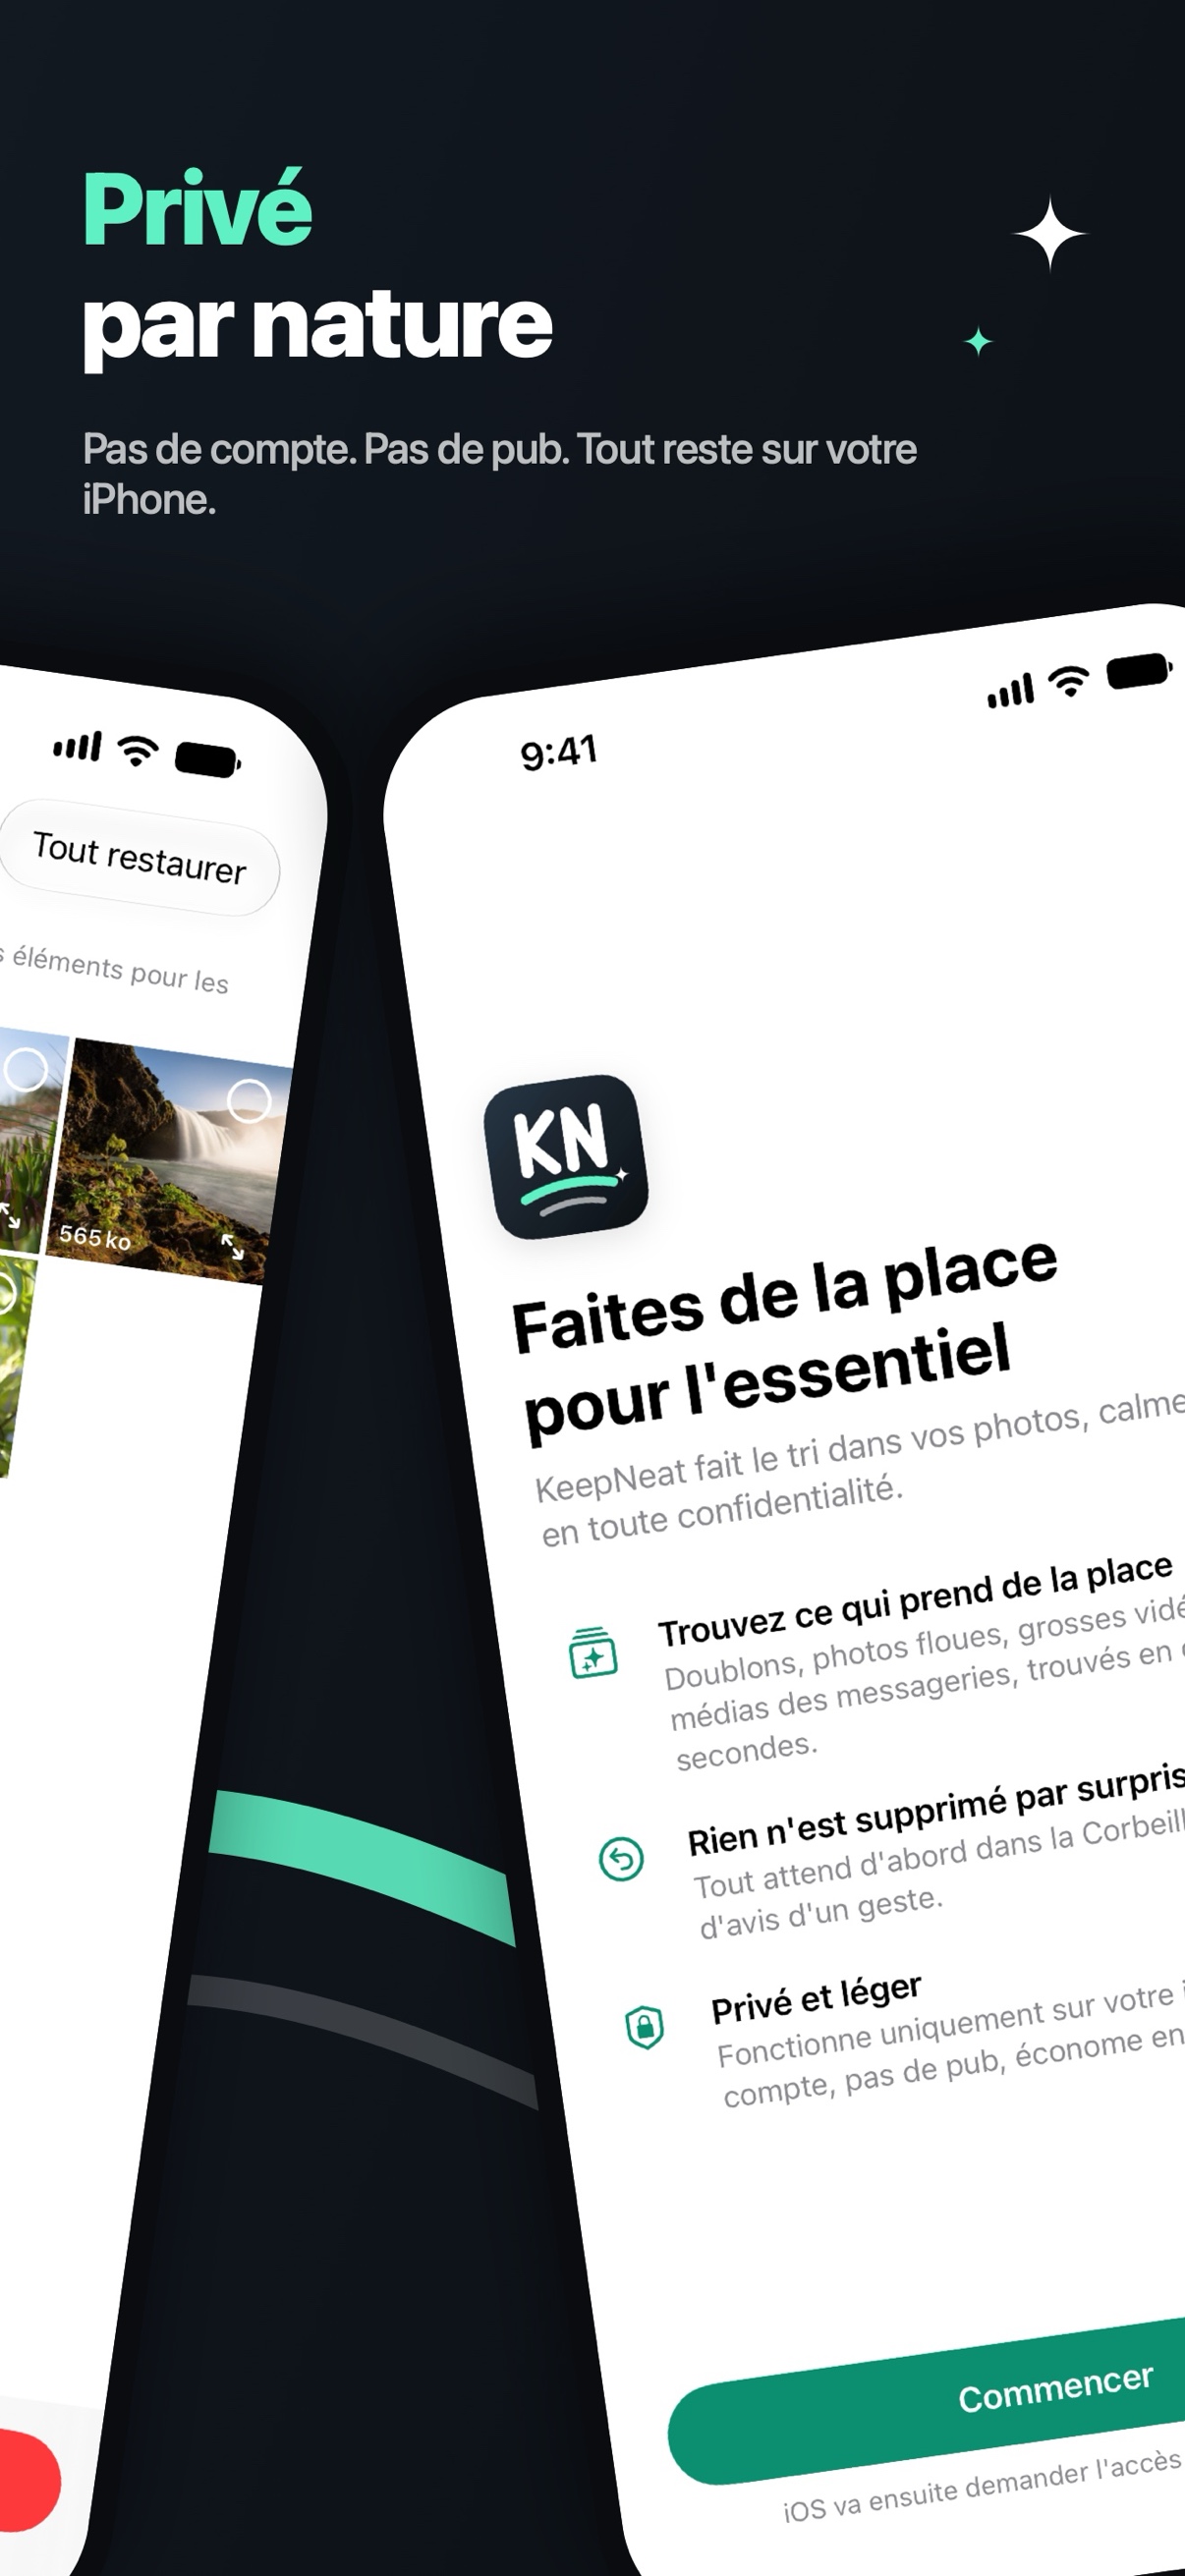 Privé
par nature
Pas de compte. Pas de pub. Tout reste sur votre
iPhone.
Tout restaurer
éléments pour les
565 ko
9:41
KN
Faites de la place
pour l'essentiel
KeepNeat fait le tri dans vos photos, calme
en toute confidentialité.
Trouvez ce qui prend de la place
Doublons, photos floues, grosses vidé
médias des messageries, trouvés en
secondes.
Rien n'est supprimé par surpris
Tout attend d'abord dans la Corbeill
d'avis d'un geste.
Privé et léger
Fonctionne uniquement sur votre
compte, pas de pub, économe en
Commencer
iOS va ensuite demander l'accès